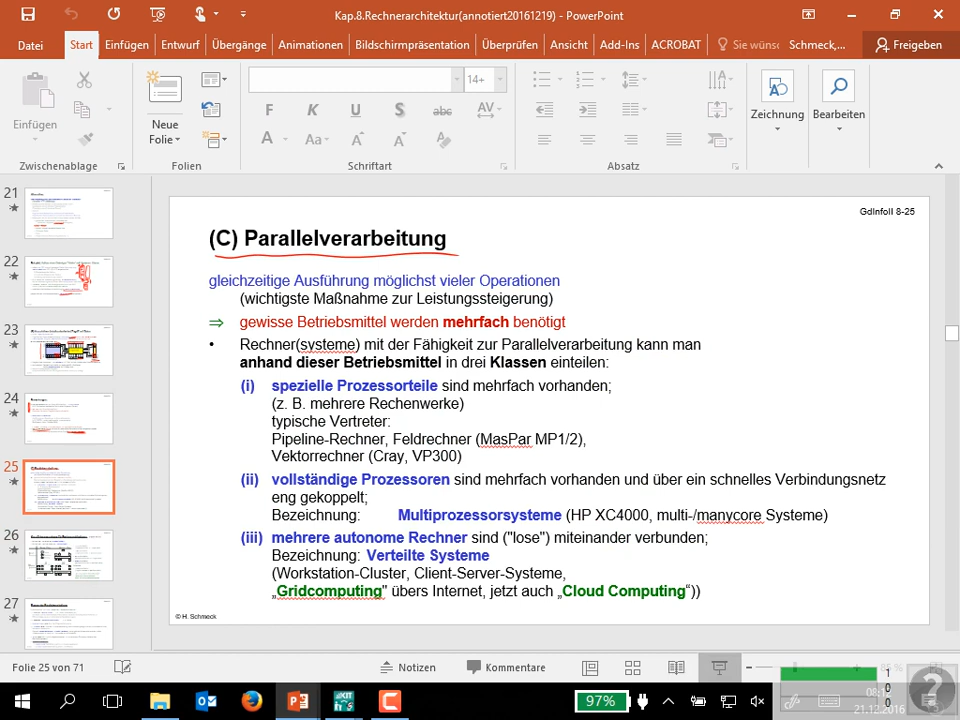 Kap.8.Rechnerarchitektur(annotiert20161219) - PowerPoint
Datei Start Einfügen Entwurf Übergänge Animationen Bildschirmpräsentation Überprüfen Ansicht Add-Ins ACROBAT Sie wünsc Schmeck,... Freigeben
14+
F K U S abc AV
A Aa A A
Einfügen
Neue
Folie
Zeichnung Bearbeiten
Zwischenablage Folien Schriftart Absatz
21
22
23
24
25
26
27
GdInfoII 8-25
(C) Parallelverarbeitung
gleichzeitige Ausführung möglichst vieler Operationen
(wichtigste Maßnahme zur Leistungssteigerung)
⇒ gewisse Betriebsmittel werden mehrfach benötigt
• Rechner(systeme) mit der Fähigkeit zur Parallelverarbeitung kann man
anhand dieser Betriebsmittel in drei Klassen einteilen:
(i) spezielle Prozessorteile sind mehrfach vorhanden;
(z. B. mehrere Rechenwerke)
typische Vertreter:
Pipeline-Rechner, Feldrechner (MasPar MP1/2),
Vektorrechner (Cray, VP300)
(ii) vollständige Prozessoren sind mehrfach vorhanden und über ein schnelles Verbindungsnetz
eng gekoppelt;
Bezeichnung: Multiprozessorsysteme (HP XC4000, multi-/manycore Systeme)
(iii) mehrere autonome Rechner sind ("lose") miteinander verbunden;
Bezeichnung: Verteilte Systeme
(Workstation-Cluster, Client-Server-Systeme,
„Gridcomputing" übers Internet, jetzt auch „Cloud Computing“))
© H. Schmeck
Folie 25 von 71 Notizen Kommentare
97%
08:12
21.12.2016